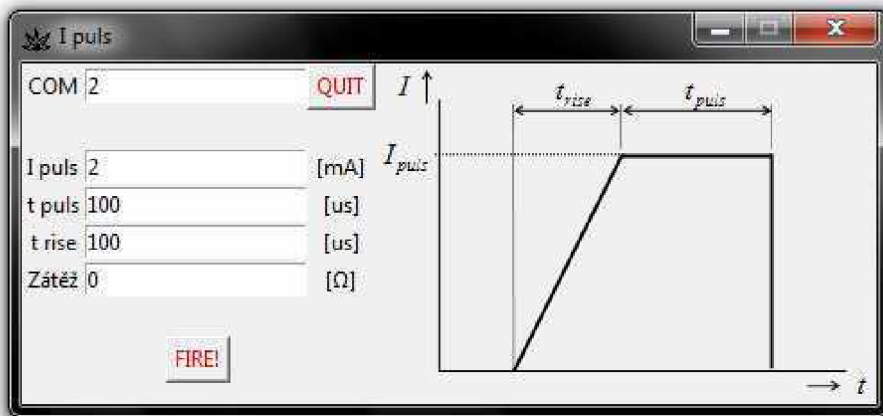 I puls
COM 2 QUIT
I puls 2 [mA]
t puls 100 [us]
t rise 100 [us]
Zátěž 0 [Ω]
FIRE!
I
t_rise t_puls
I_puls
t